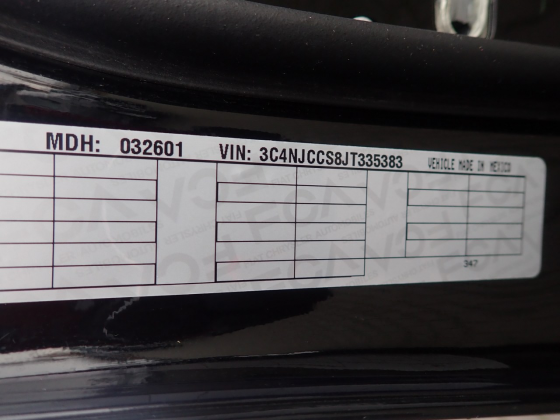 MDH: 032601 VIN: 3C4NJCCS8JT335383 VEHICLE MADE IN MEXICO
347